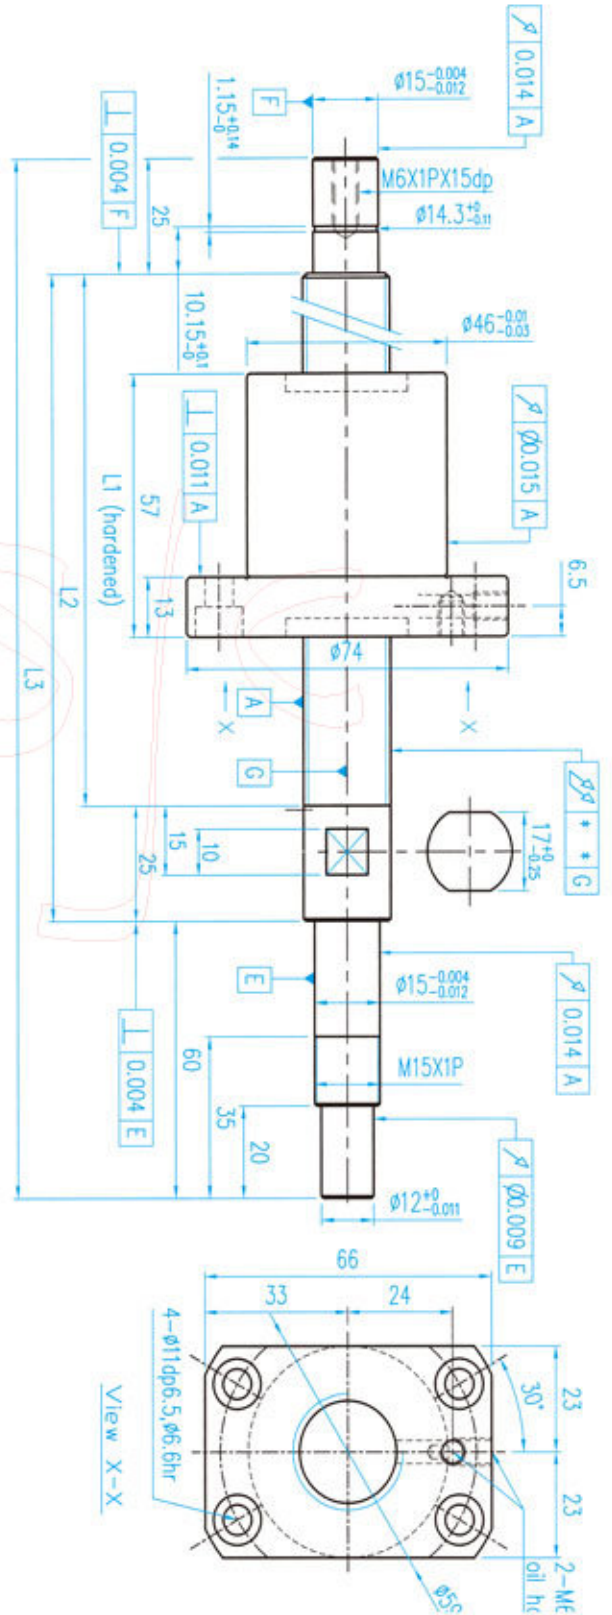 0.014 A
Ø15-0.004 -0.012
F
1.15+0.14 -0
0.004 F
25
M6X1PX15dp
Ø14.3+0 -0.11
10.15+0.1 -0
Ø46-0.01 -0.03
Ø0.015 A
0.011 A
L1 (hardened)
57
13
6.5
Ø74
L2
L3
A
X
X
G
* * G
17+0 -0.25
10
15
25
E
Ø15-0.004 -0.012
0.014 A
M15X1P
0.004 E
60
35
20
Ø12+0 -0.011
Ø0.009 E
66
33
24
30°
23
23
4-Ø11dp6.5,Ø6.6hr
View X-X
oil